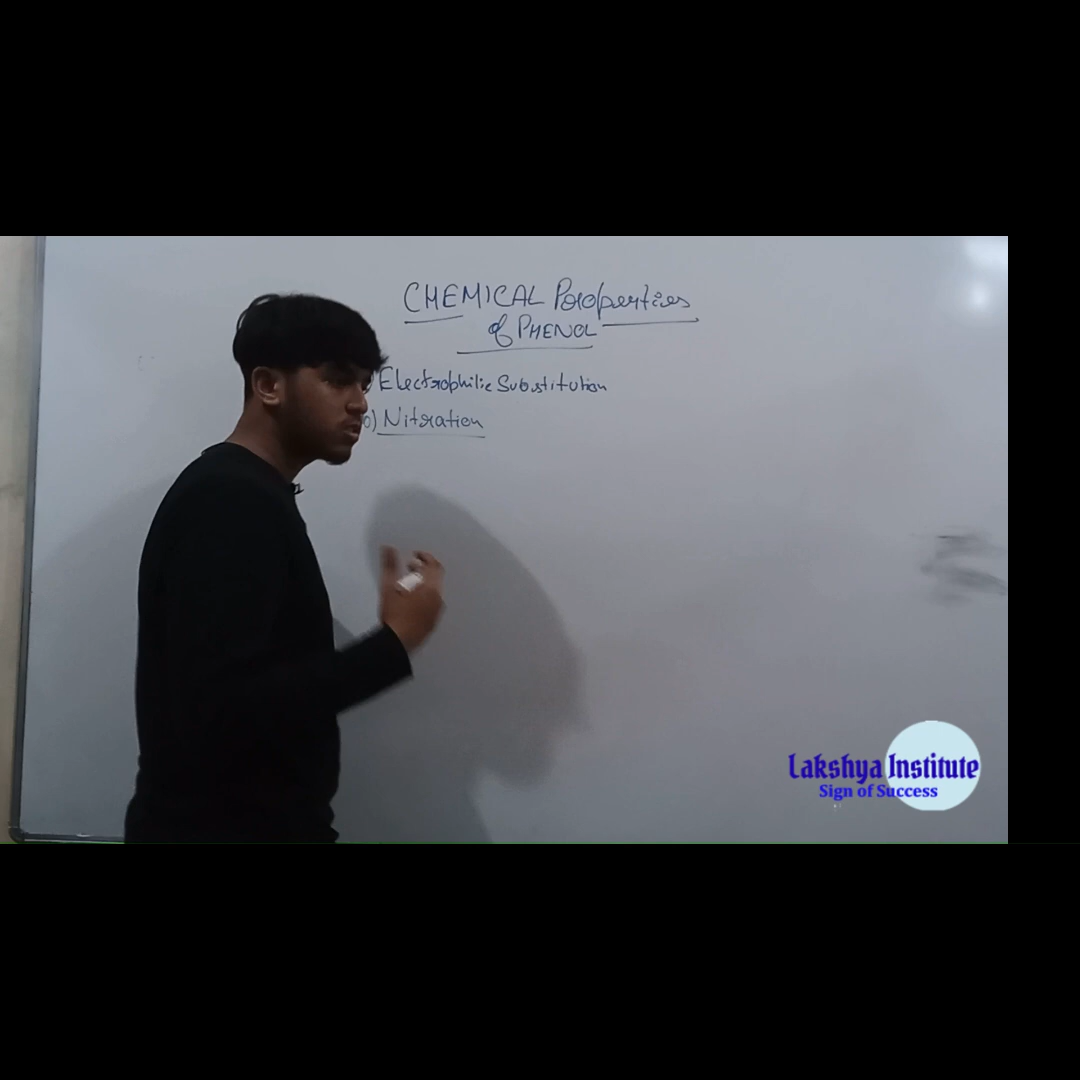 CHEMICAL Properties
of PHENOL
) Electrophilic Substitution
) Nitration
Lakshya Institute
Sign of Success